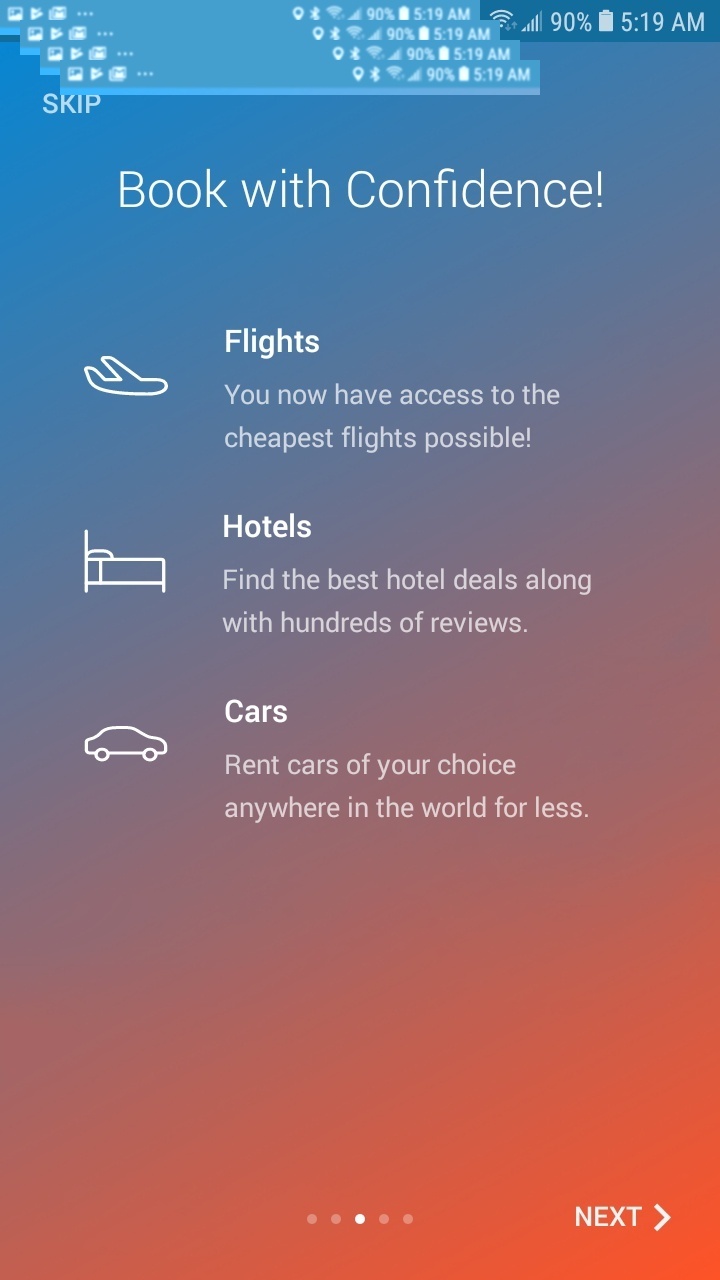 90% 5:19 AM
90% 5:19 AM
90% 5:19 AM
90% 5:19 AM
90% 5:19 AM
SKIP
Book with Confidence!
Flights
You now have access to the
cheapest flights possible!
Hotels
Find the best hotel deals along
with hundreds of reviews.
Cars
Rent cars of your choice
anywhere in the world for less.
NEXT